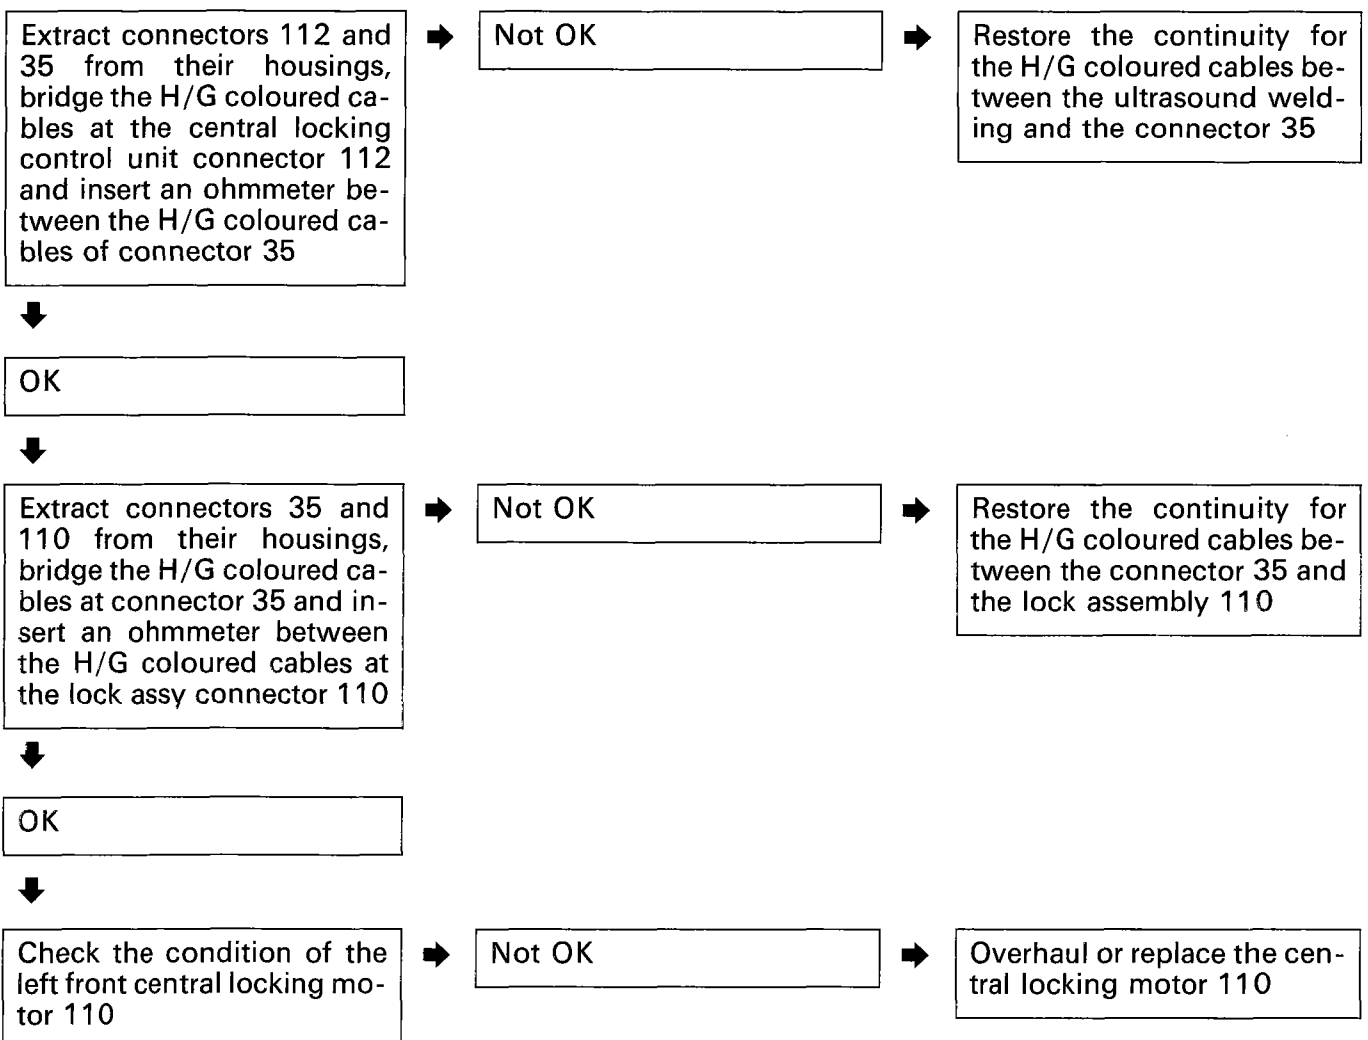 Extract connectors 112 and
35 from their housings,
bridge the H/G coloured ca-
bles at the central locking
control unit connector 112
and insert an ohmmeter be-
tween the H/G coloured ca-
bles of connector 35
Not OK
Restore the continuity for
the H/G coloured cables be-
tween the ultrasound weld-
ing and the connector 35
OK
Extract connectors 35 and
110 from their housings,
bridge the H/G coloured ca-
bles at connector 35 and in-
sert an ohmmeter between
the H/G coloured cables at
the lock assy connector 110
Not OK
Restore the continuity for
the H/G coloured cables be-
tween the connector 35 and
the lock assembly 110
OK
Check the condition of the
left front central locking mo-
tor 110
Not OK
Overhaul or replace the cen-
tral locking motor 110